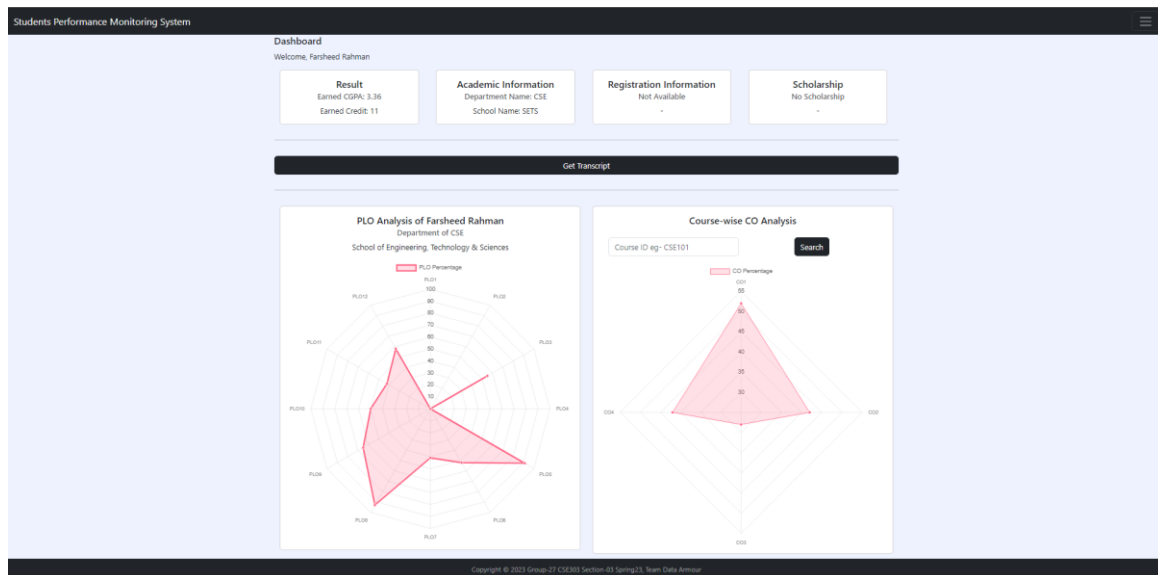 Students Performance Monitoring System
Dashboard
Welcome, Farsheed Rahman
Result
Earned CGPA: 3.36
Earned Credit: 11
Academic Information
Department Name: CSE
School Name: SETS
Registration Information
Not Available
-
Scholarship
No Scholarship
-
Get Transcript
PLO Analysis of Farsheed Rahman
Department of CSE
School of Engineering, Technology & Sciences
PLO Percentage
PLO1
PLO2
PLO3
PLO4
PLO5
PLO6
PLO7
PLO8
PLO9
PLO10
PLO11
PLO12
100
90
80
70
60
50
40
30
20
10
Course-wise CO Analysis
Course ID eg- CSE101
Search
CO Percentage
CO1
CO2
CO3
CO4
55
50
45
40
35
30
Copyright © 2023 Group-27 CSE303 Section-03 Spring23, Team Data Armour